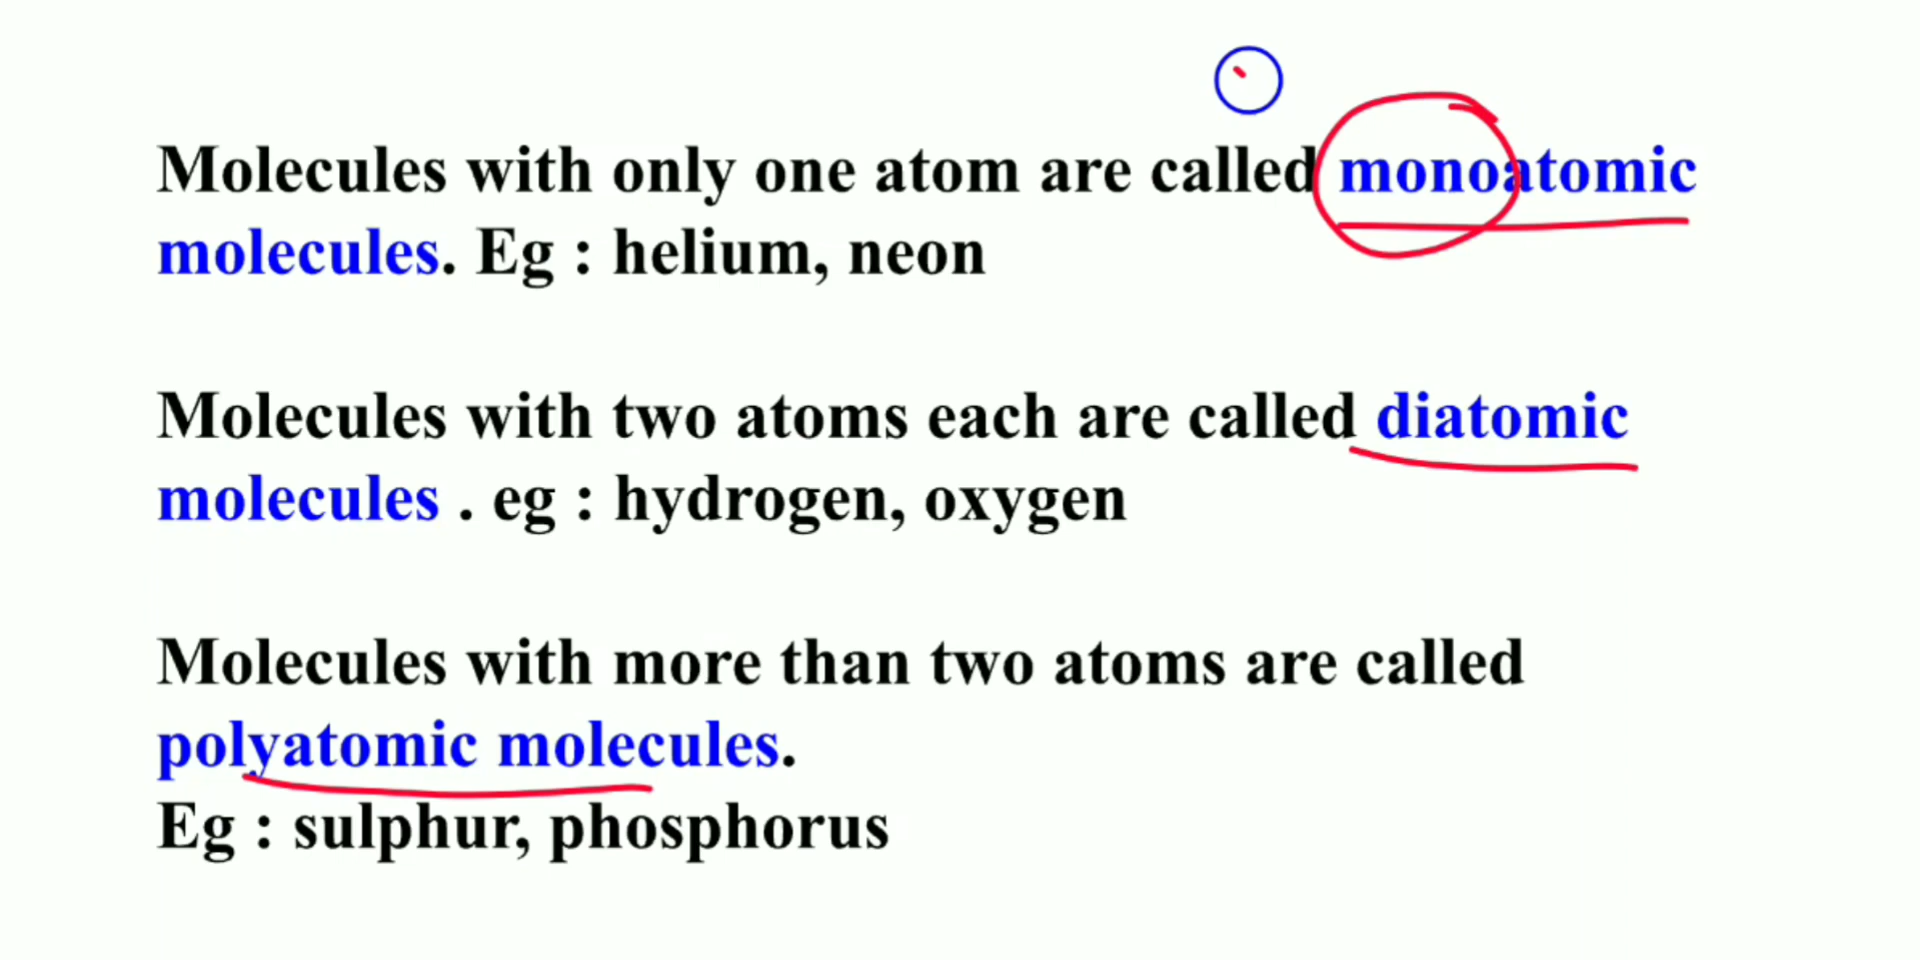 Molecules with only one atom are called monoatomic
molecules. Eg : helium, neon
Molecules with two atoms each are called diatomic
molecules . eg : hydrogen, oxygen
Molecules with more than two atoms are called
polyatomic molecules.
Eg : sulphur, phosphorus